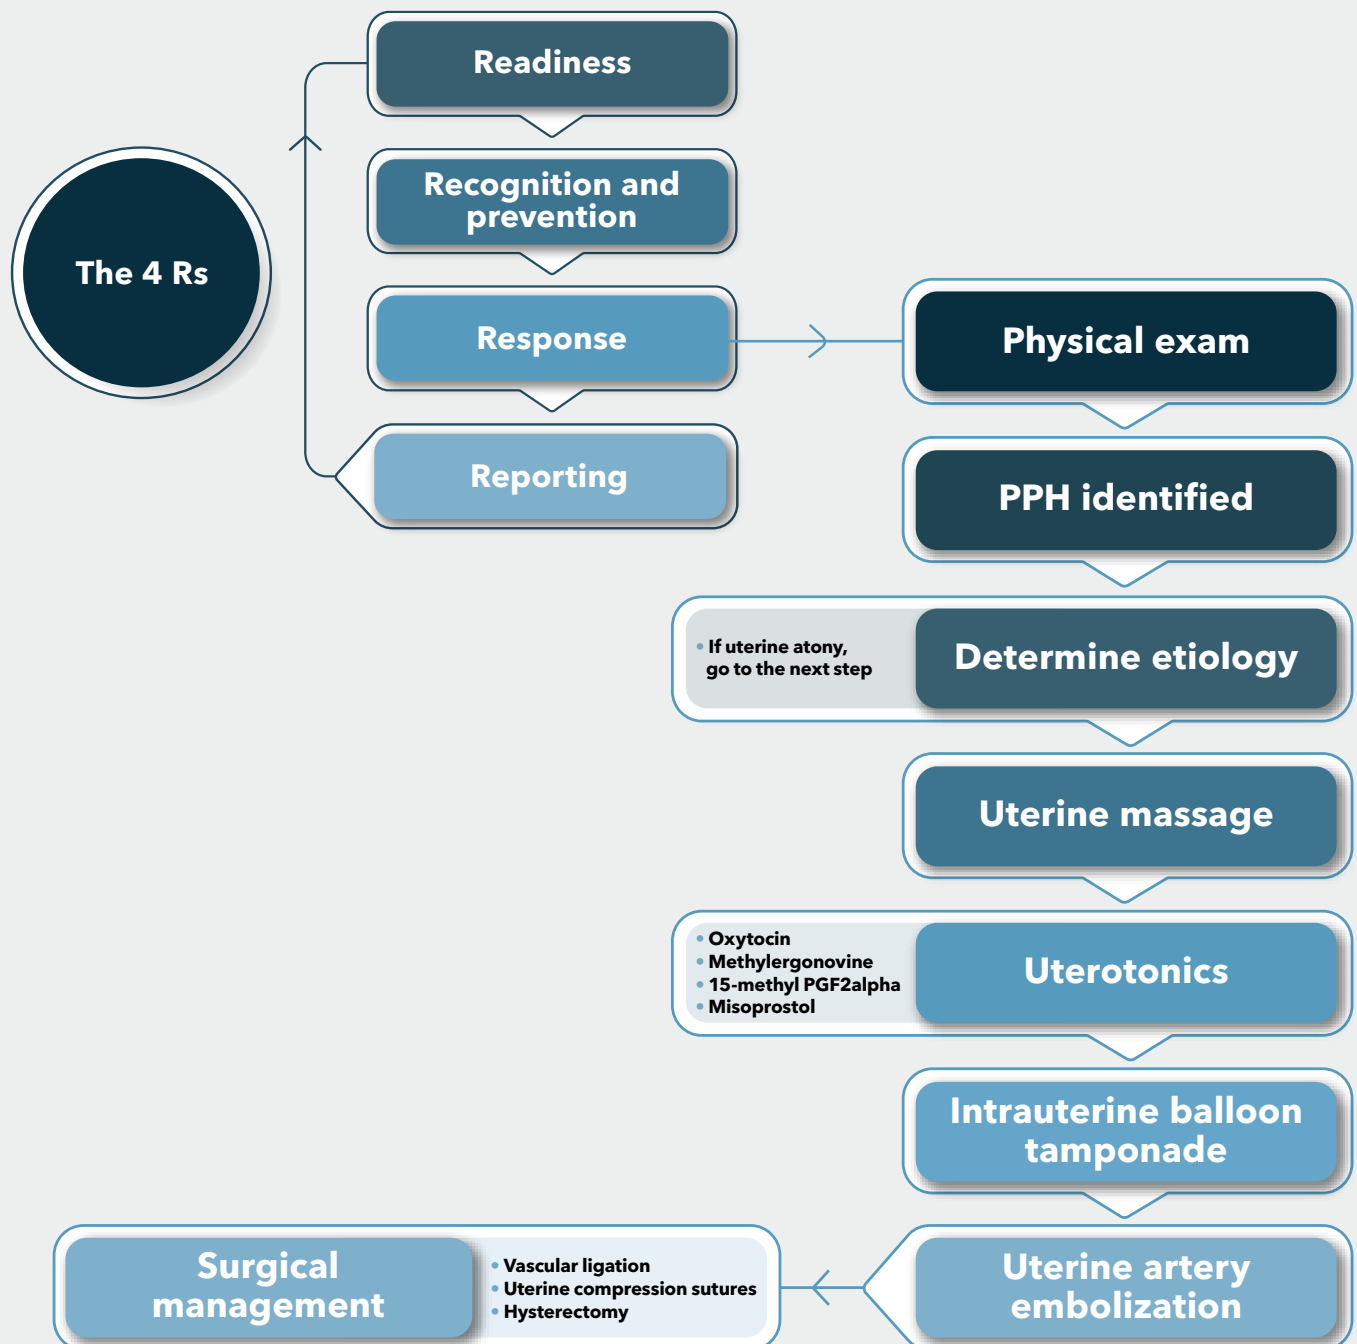 The 4 Rs
Readiness
Recognition and
prevention
Response
Reporting
Physical exam
PPH identified
• If uterine atony,
go to the next step
Determine etiology
Uterine massage
• Oxytocin
• Methylergonovine
• 15-methyl PGF2alpha
• Misoprostol
Uterotonics
Intrauterine balloon
tamponade
Uterine artery
embolization
Surgical
management
• Vascular ligation
• Uterine compression sutures
• Hysterectomy